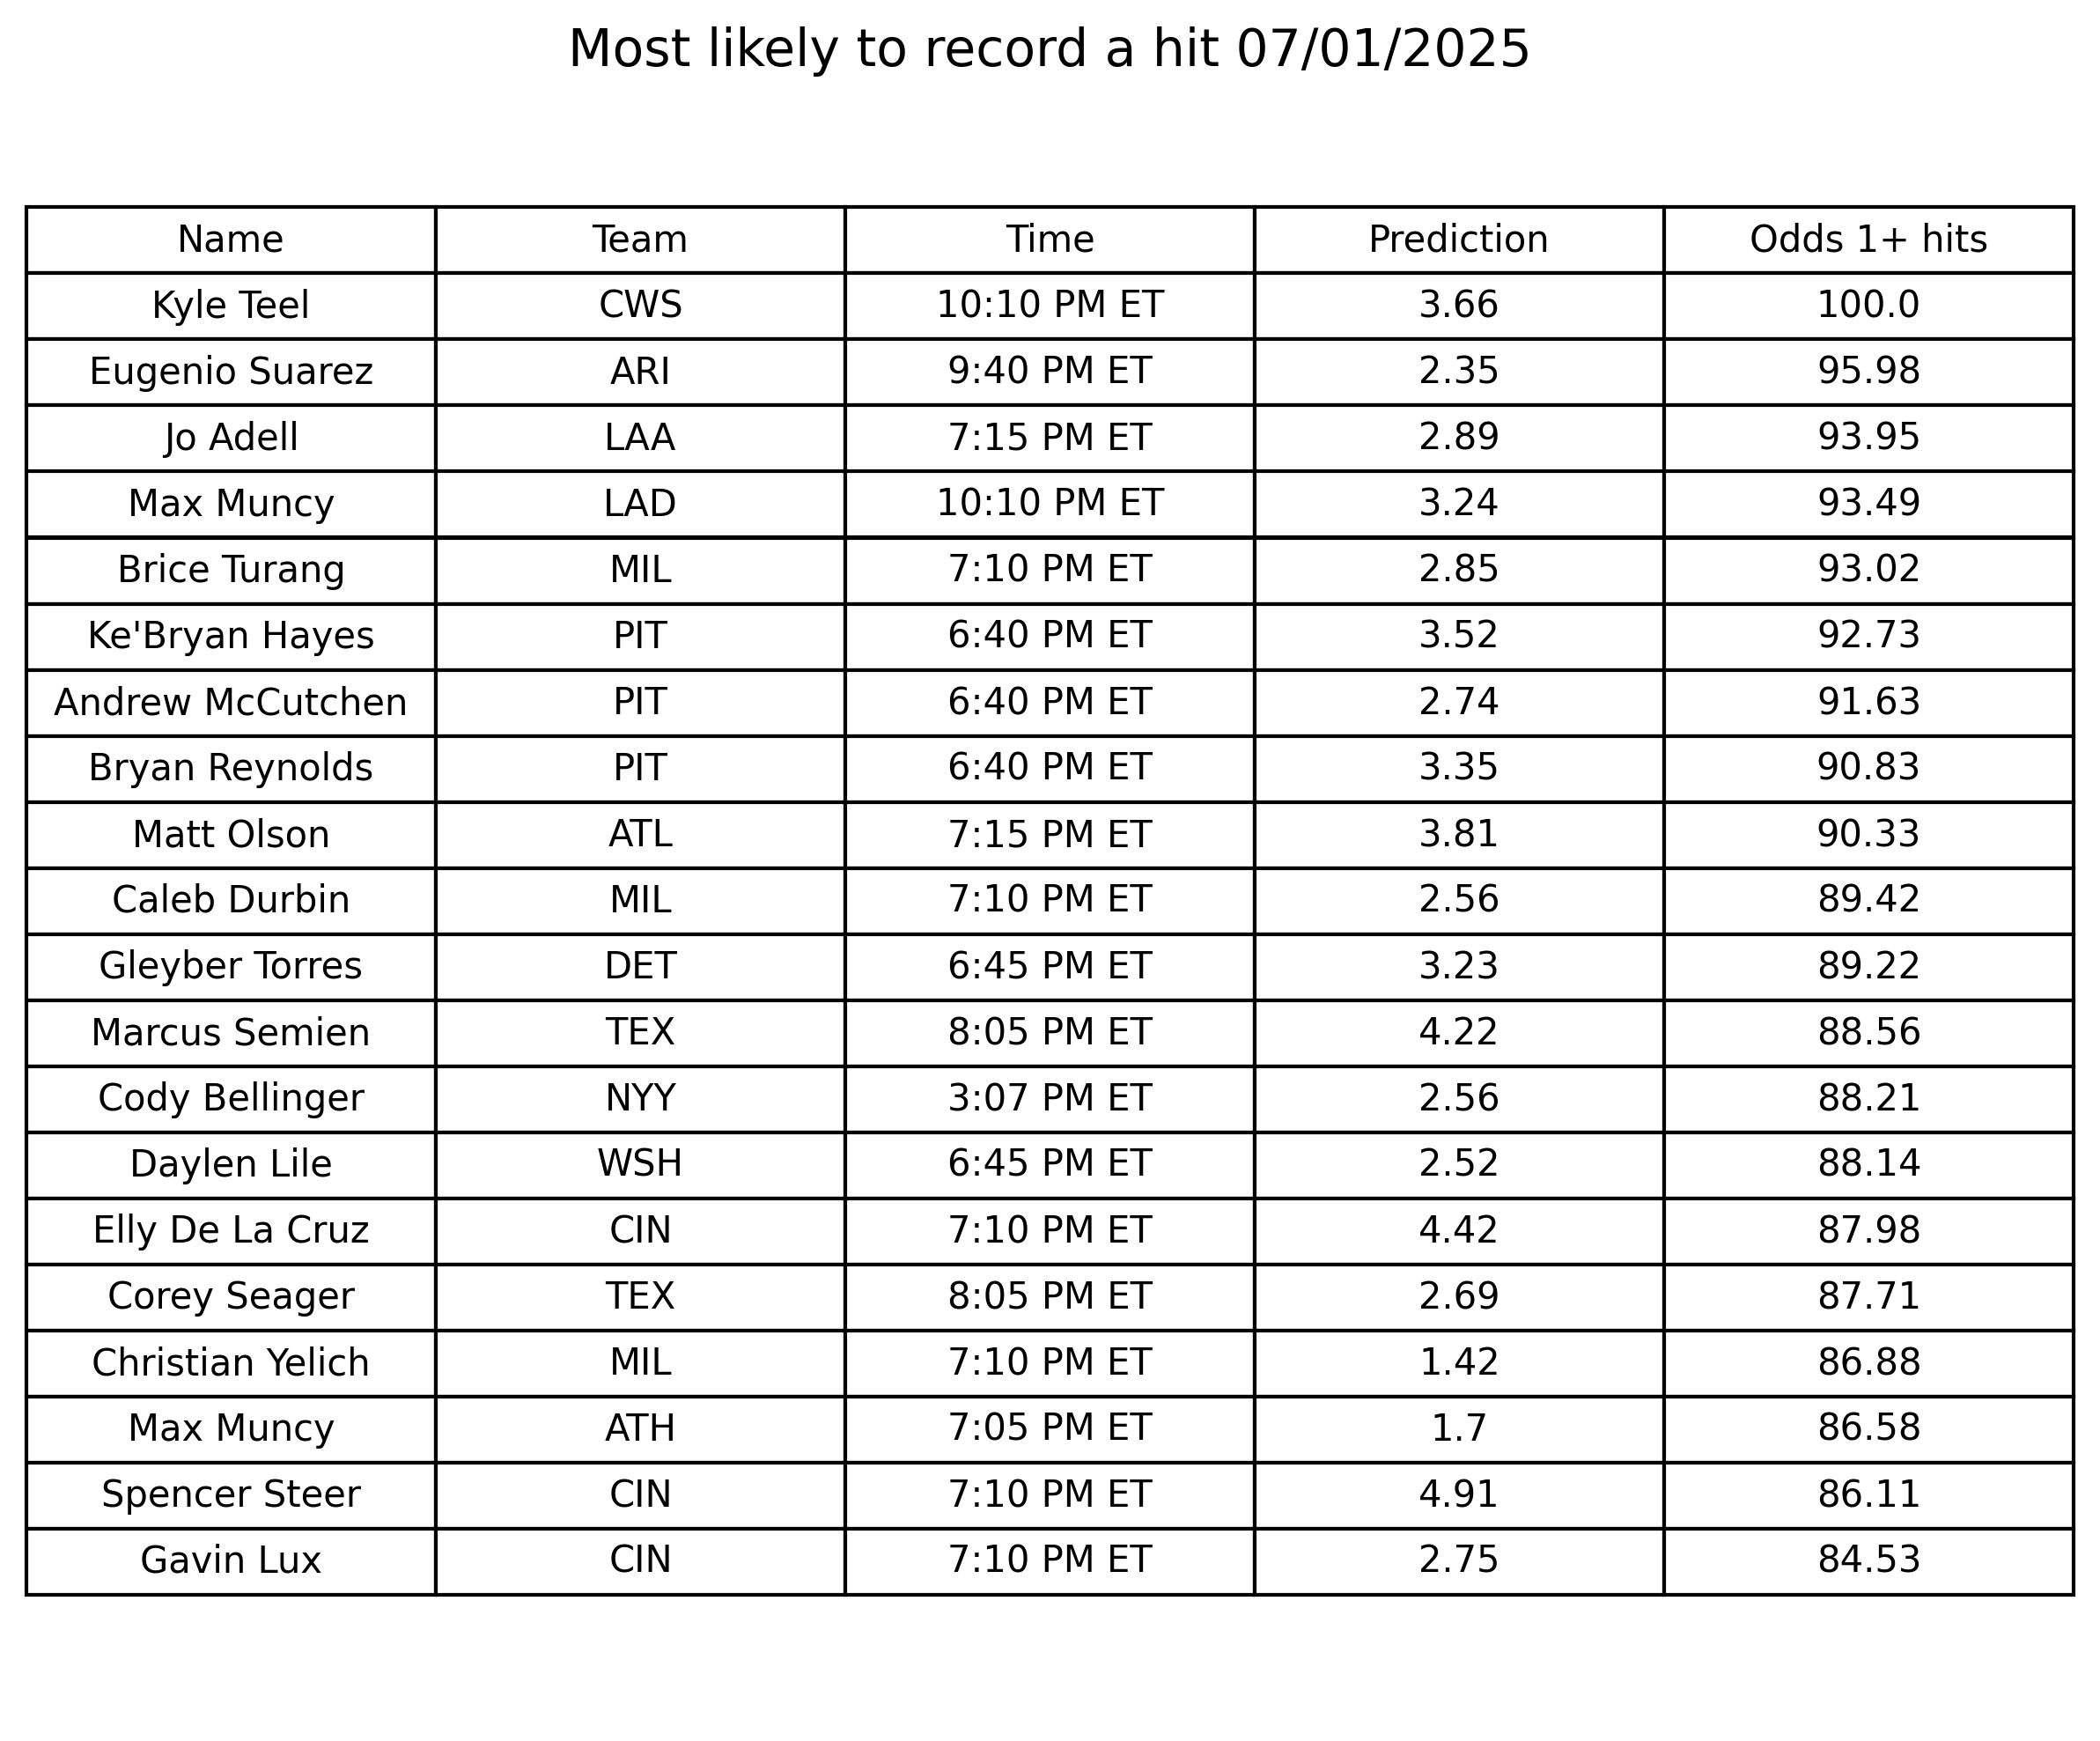 Most likely to record a hit 07/01/2025
Name Team Time Prediction Odds 1+ hits
Kyle Teel CWS 10:10 PM ET 3.66 100.0
Eugenio Suarez ARI 9:40 PM ET 2.35 95.98
Jo Adell LAA 7:15 PM ET 2.89 93.95
Max Muncy LAD 10:10 PM ET 3.24 93.49
Brice Turang MIL 7:10 PM ET 2.85 93.02
Ke'Bryan Hayes PIT 6:40 PM ET 3.52 92.73
Andrew McCutchen PIT 6:40 PM ET 2.74 91.63
Bryan Reynolds PIT 6:40 PM ET 3.35 90.83
Matt Olson ATL 7:15 PM ET 3.81 90.33
Caleb Durbin MIL 7:10 PM ET 2.56 89.42
Gleyber Torres DET 6:45 PM ET 3.23 89.22
Marcus Semien TEX 8:05 PM ET 4.22 88.56
Cody Bellinger NYY 3:07 PM ET 2.56 88.21
Daylen Lile WSH 6:45 PM ET 2.52 88.14
Elly De La Cruz CIN 7:10 PM ET 4.42 87.98
Corey Seager TEX 8:05 PM ET 2.69 87.71
Christian Yelich MIL 7:10 PM ET 1.42 86.88
Max Muncy ATH 7:05 PM ET 1.7 86.58
Spencer Steer CIN 7:10 PM ET 4.91 86.11
Gavin Lux CIN 7:10 PM ET 2.75 84.53